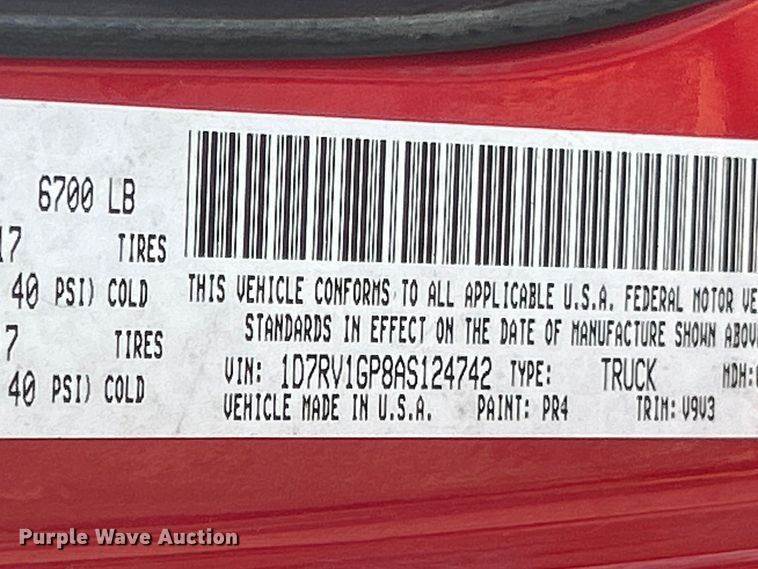 6700 LB
17 TIRES
40 PSI) COLD
7 TIRES
40 PSI) COLD
THIS VEHICLE CONFORMS TO ALL APPLICABLE U.S.A. FEDERAL MOTOR VE
STANDARDS IN EFFECT ON THE DATE OF MANUFACTURE SHOWN ABOV
VIN: 1D7RV1GP8AS124742 TYPE: TRUCK MDH:
VEHICLE MADE IN U.S.A. PAINT: PR4 TRIM: V9V3
Purple Wave Auction